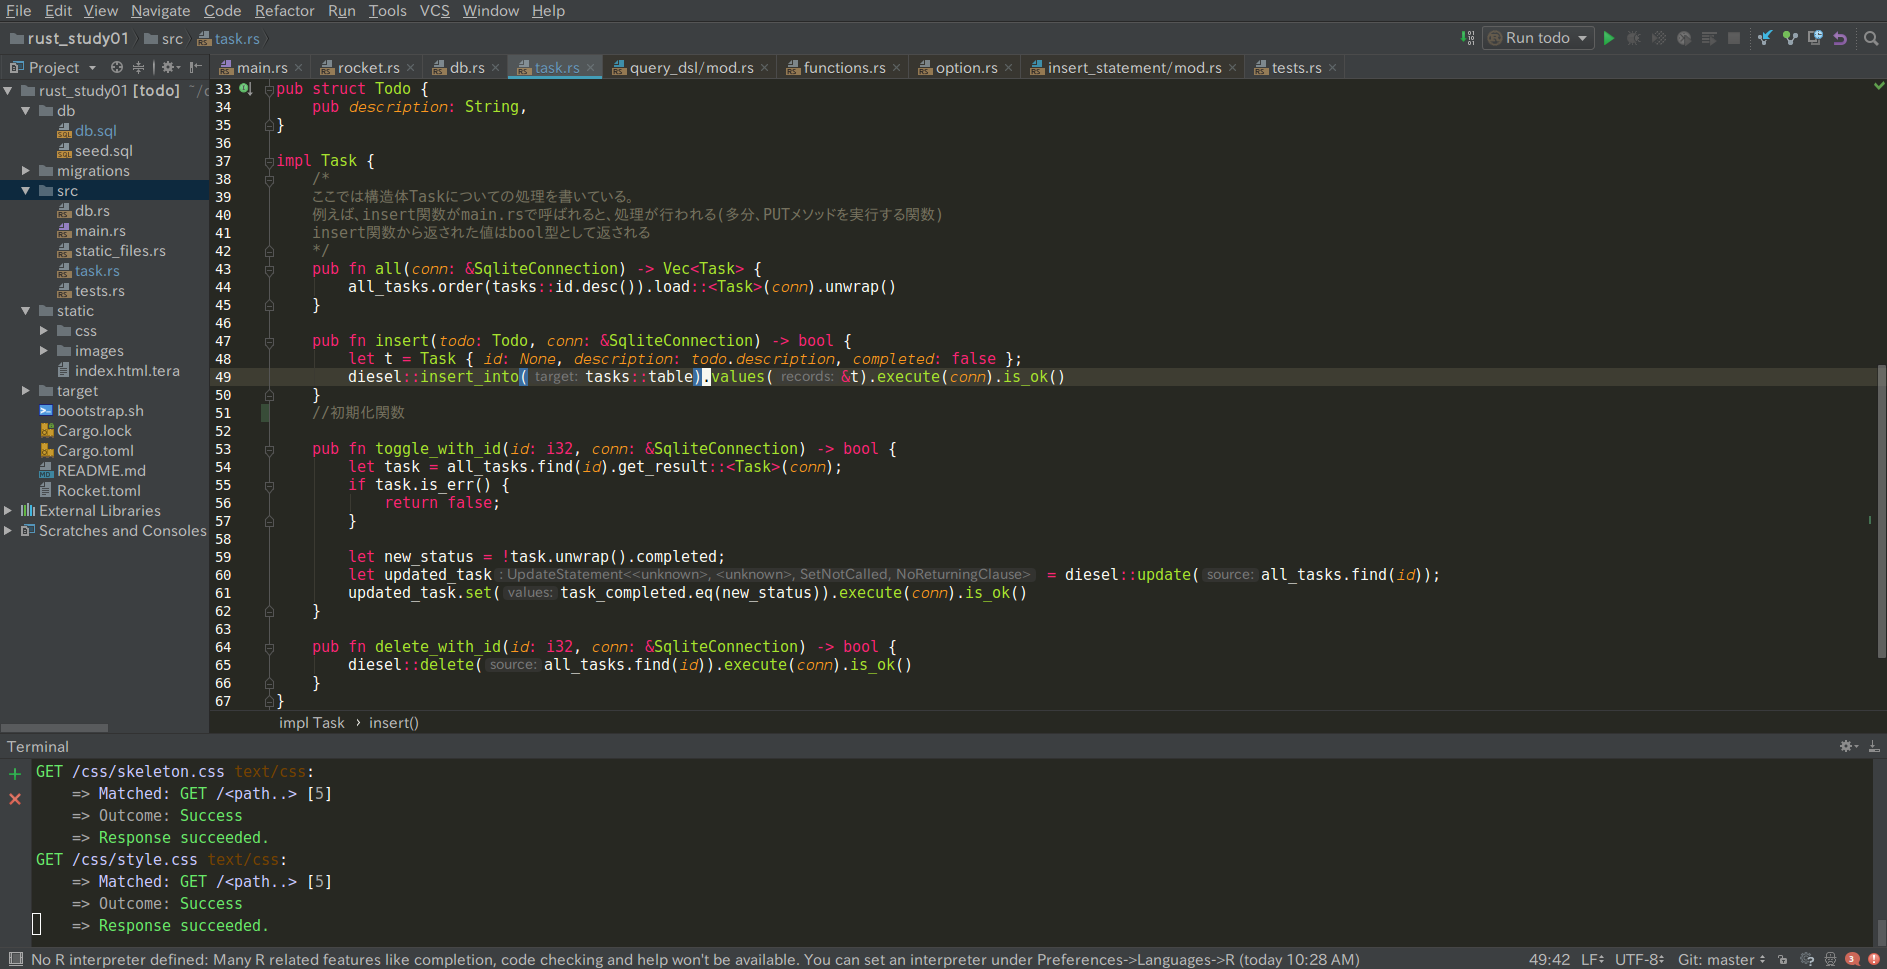 File Edit View Navigate Code Refactor Run Tools VCS Window Help
rust_study01 src task.rs Run todo
Project main.rs rocket.rs db.rs task.rs query_dsl/mod.rs functions.rs option.rs insert_statement/mod.rs tests.rs
rust_study01 [todo]
db
db.sql
seed.sql
migrations
src
db.rs
main.rs
static_files.rs
task.rs
tests.rs
static
css
images
index.html.tera
target
bootstrap.sh
Cargo.lock
Cargo.toml
README.md
Rocket.toml
External Libraries
Scratches and Consoles
33 pub struct Todo {
34     pub description: String,
35 }
36
37 impl Task {
38     /*
39     ここでは構造体Taskについての処理を書いている。
40     例えば、insert関数がmain.rsで呼ばれると、処理が行われる(多分、PUTメソッドを実行する関数)
41     insert関数から返された値はbool型として返される
42     */
43     pub fn all(conn: &SqliteConnection) -> Vec<Task> {
44         all_tasks.order(tasks::id.desc()).load::<Task>(conn).unwrap()
45     }
46
47     pub fn insert(todo: Todo, conn: &SqliteConnection) -> bool {
48         let t = Task { id: None, description: todo.description, completed: false };
49         diesel::insert_into( target: tasks::table).values( records: &t).execute(conn).is_ok()
50     }
51     //初期化関数
52
53     pub fn toggle_with_id(id: i32, conn: &SqliteConnection) -> bool {
54         let task = all_tasks.find(id).get_result::<Task>(conn);
55         if task.is_err() {
56             return false;
57         }
58
59         let new_status = !task.unwrap().completed;
60         let updated_task : UpdateStatement<<unknown>, <unknown>, SetNotCalled, NoReturningClause> = diesel::update( source: all_tasks.find(id));
61         updated_task.set( values: task_completed.eq(new_status)).execute(conn).is_ok()
62     }
63
64     pub fn delete_with_id(id: i32, conn: &SqliteConnection) -> bool {
65         diesel::delete( source: all_tasks.find(id)).execute(conn).is_ok()
66     }
67 }
impl Task › insert()
Terminal
GET /css/skeleton.css text/css:
    => Matched: GET /<path..> [5]
    => Outcome: Success
    => Response succeeded.
GET /css/style.css text/css:
    => Matched: GET /<path..> [5]
    => Outcome: Success
    => Response succeeded.
No R interpreter defined: Many R related features like completion, code checking and help won't be available. You can set an interpreter under Preferences->Languages->R (today 10:28 AM) 49:42 LF UTF-8 Git: master 3